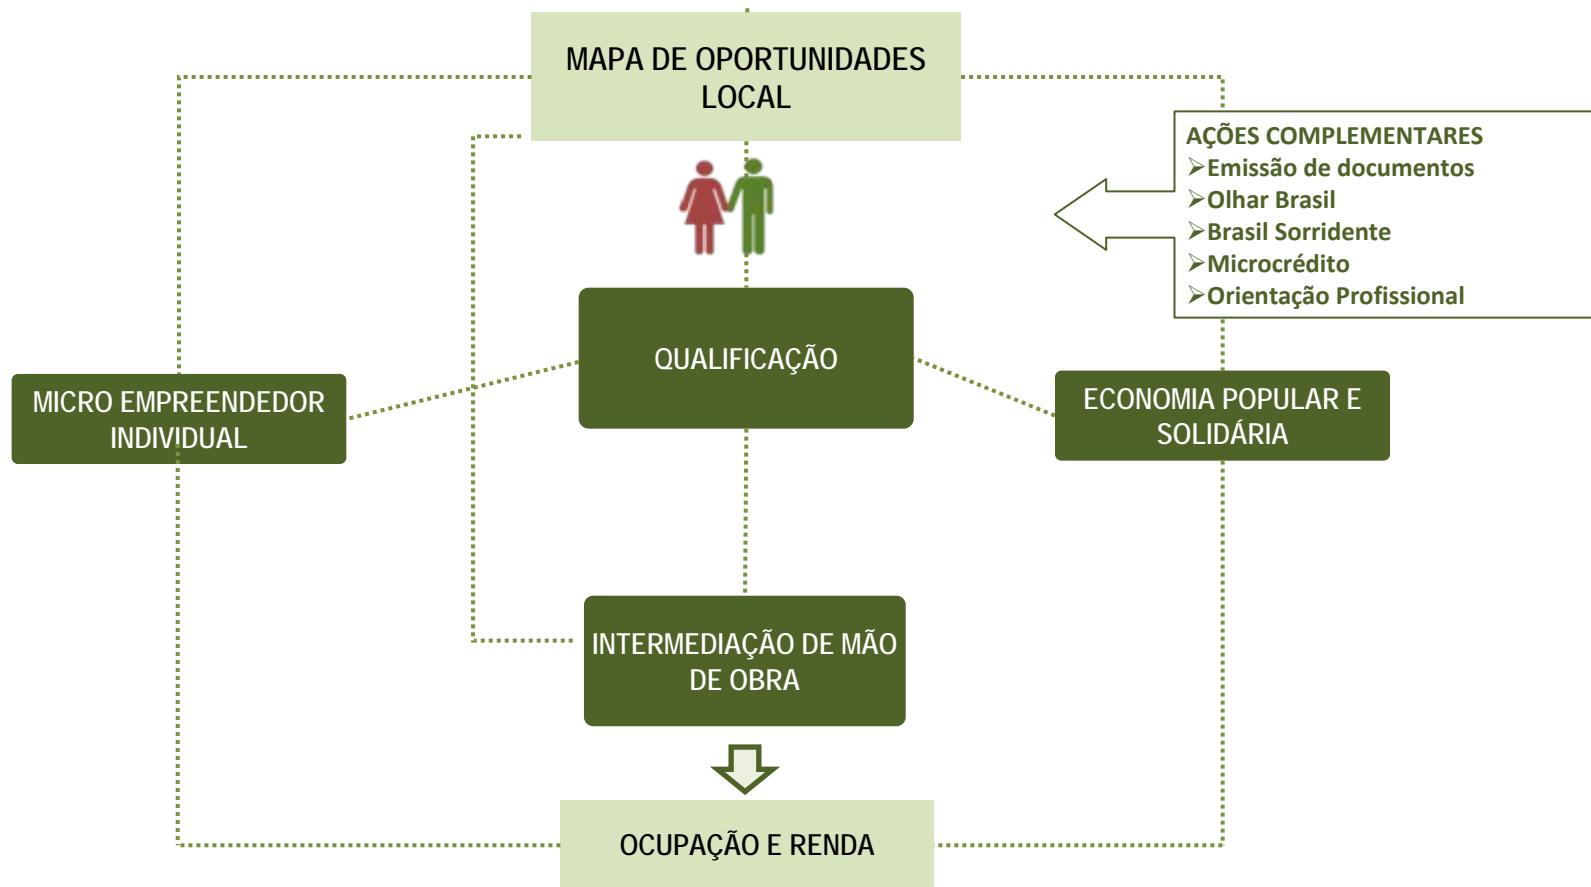 MAPA DE OPORTUNIDADES
LOCAL
AÇÕES COMPLEMENTARES
➢Emissão de documentos
➢Olhar Brasil
➢Brasil Sorridente
➢Microcrédito
➢Orientação Profissional
QUALIFICAÇÃO
MICRO EMPREENDEDOR
INDIVIDUAL
ECONOMIA POPULAR E
SOLIDÁRIA
INTERMEDIAÇÃO DE MÃO
DE OBRA
OCUPAÇÃO E RENDA